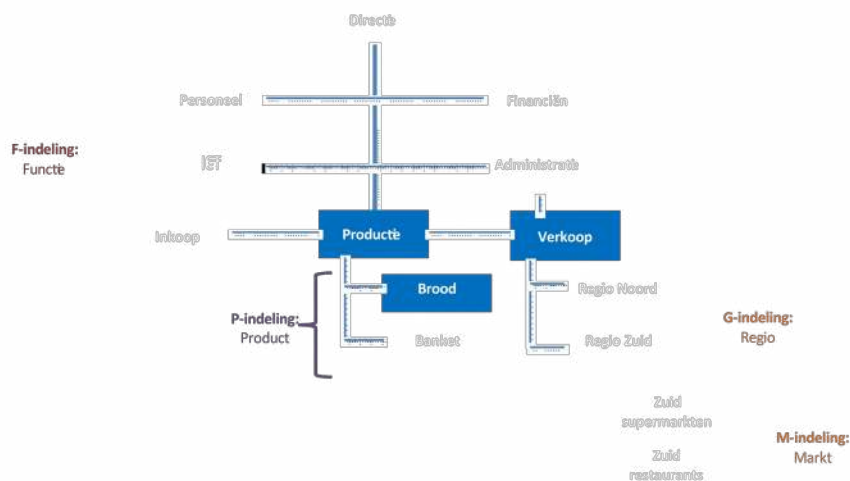 Directie
Personeel
Financiën
F-indeling:
Functie
ICT
Administratie
Inkoop
Productie
Verkoop
Brood
Regio Noord
P-indeling:
Product
Banket
Regio Zuid
G-indeling:
Regio
Zuid
supermarkten
M-indeling:
Markt
Zuid
restaurants